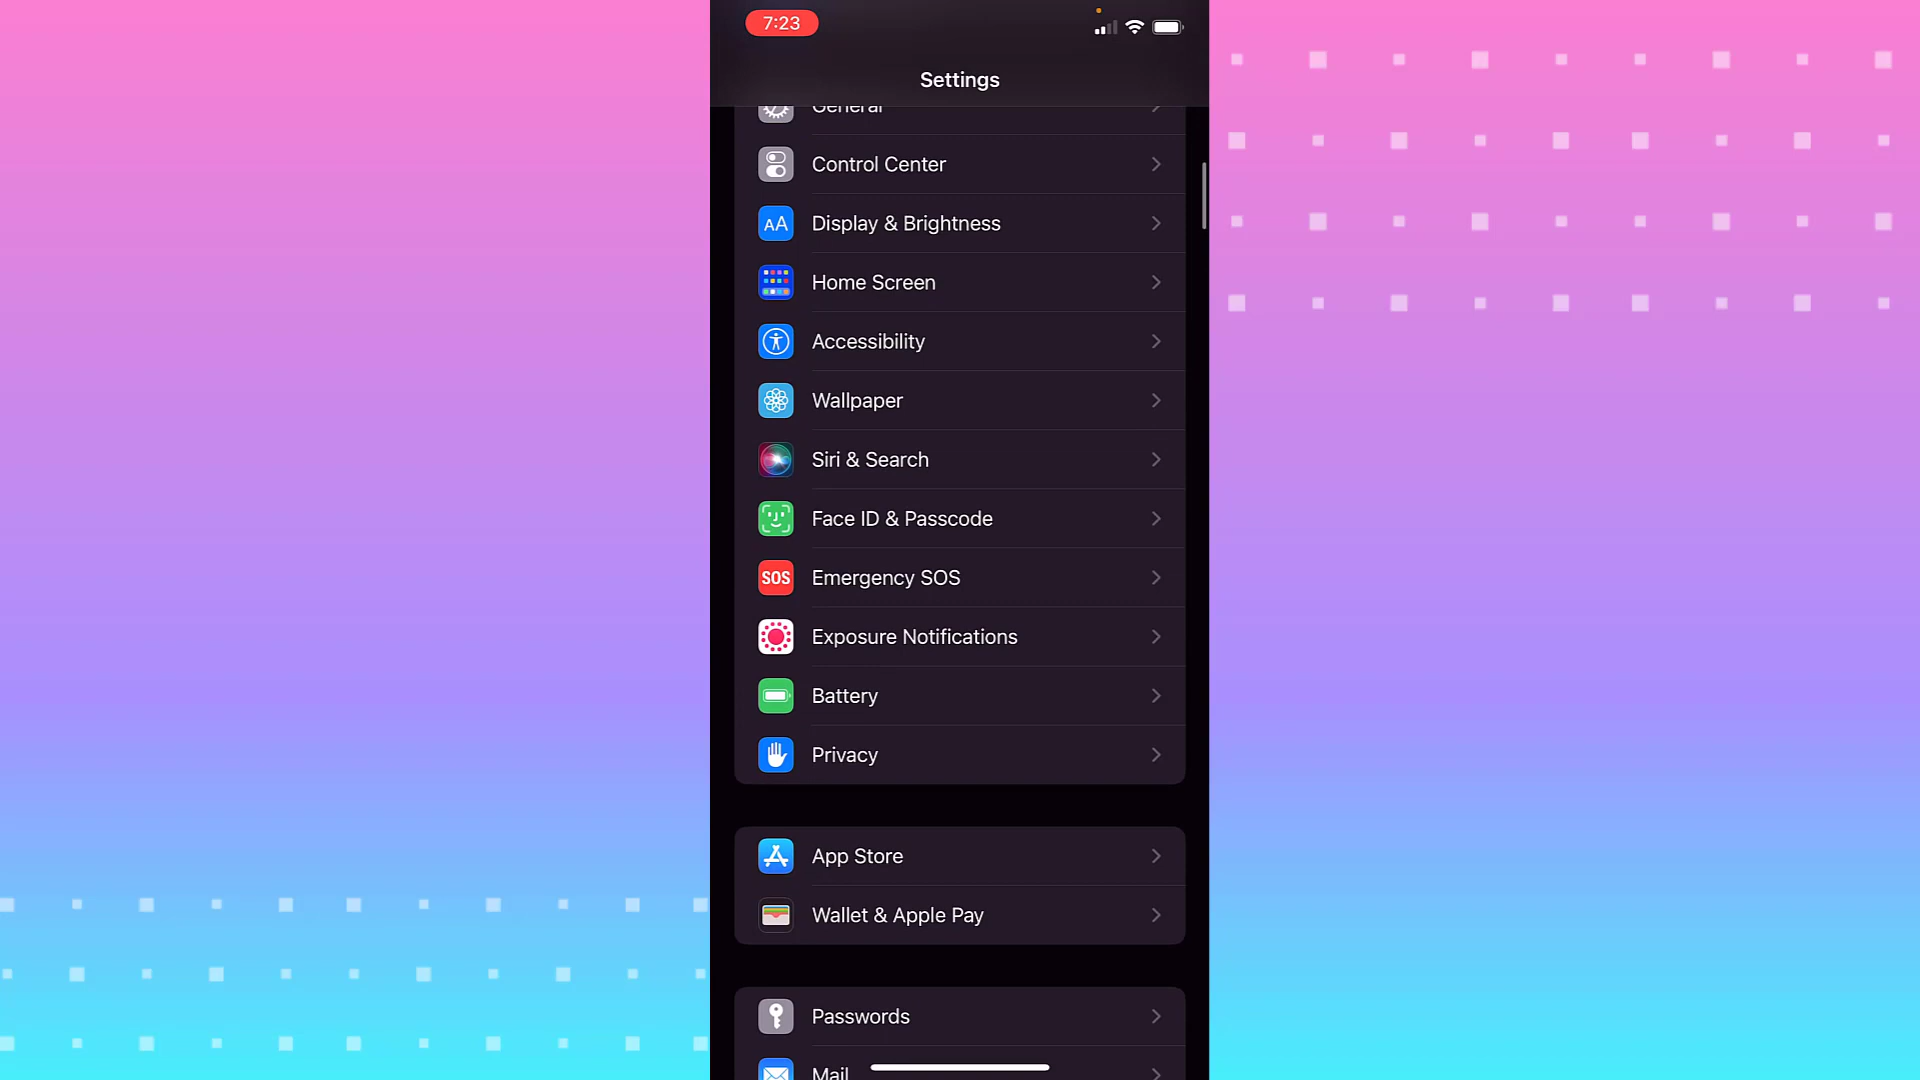 7:23
Settings
General
Control Center
AA
Display & Brightness
Home Screen
Accessibility
Wallpaper
Siri & Search
Face ID & Passcode
SOS
Emergency SOS
Exposure Notifications
Battery
Privacy
App Store
Wallet & Apple Pay
Passwords
Mail